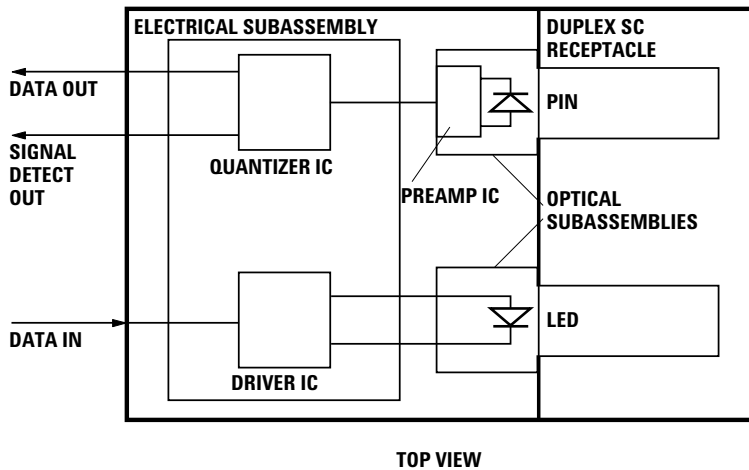 ELECTRICAL SUBASSEMBLY
DUPLEX SC
RECEPTACLE
DATA OUT
PIN
SIGNAL
DETECT
OUT
QUANTIZER IC
PREAMP IC
OPTICAL
SUBASSEMBLIES
DATA IN
LED
DRIVER IC
TOP VIEW